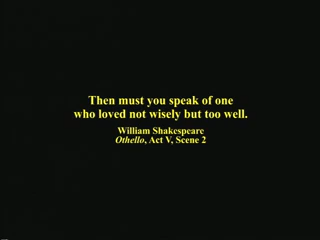 Then must you speak of one
who loved not wisely but too well.
William Shakespeare
Othello, Act V, Scene 2